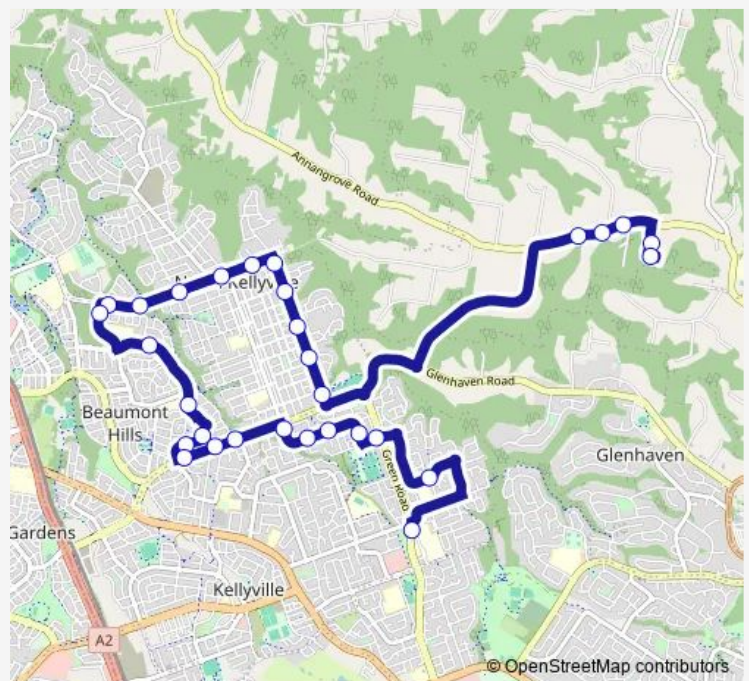 Annangrove Road
Kellyville
Glenhaven Road
Beaumont
Hills
Green Road
Glenhaven
Gardens
Kellyville
A2
© OpenStreetMap contributors